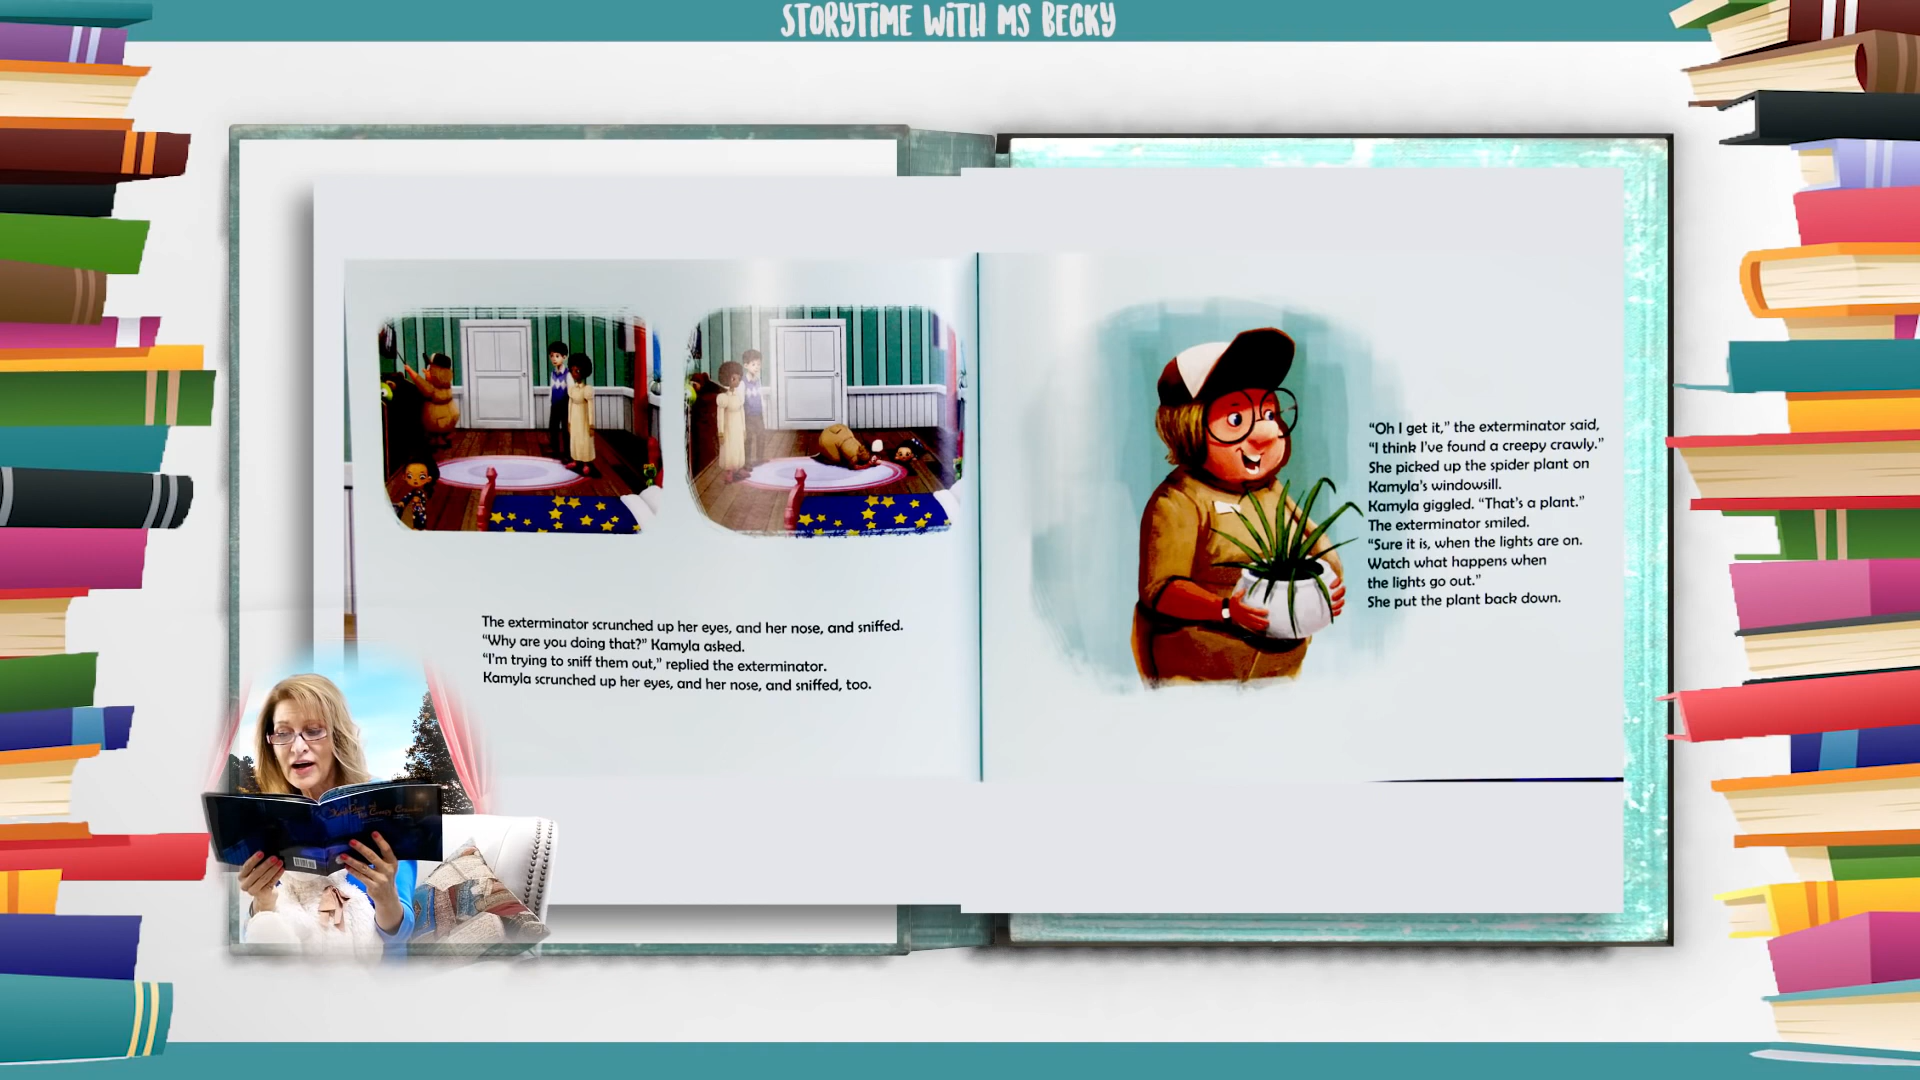 STORYTIME WITH MS BECKY
The exterminator scrunched up her eyes, and her nose, and sniffed.
“Why are you doing that?” Kamyla asked.
“I’m trying to sniff them out,” replied the exterminator.
Kamyla scrunched up her eyes, and her nose, and sniffed, too.
“Oh I get it,” the exterminator said,
“I think I’ve found a creepy crawly.”
She picked up the spider plant on
Kamyla’s windowsill.
Kamyla giggled. “That’s a plant.”
The exterminator smiled.
“Sure it is, when the lights are on.
Watch what happens when
the lights go out.”
She put the plant back down.